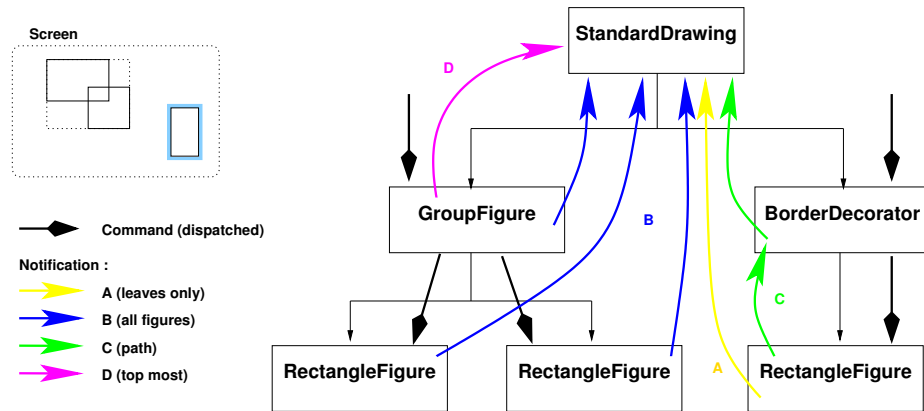 Screen
StandardDrawing
D
GroupFigure
B
BorderDecorator
Command (dispatched)
Notification :
A (leaves only)
B (all figures)
C (path)
D (top most)
C
A
RectangleFigure
RectangleFigure
RectangleFigure